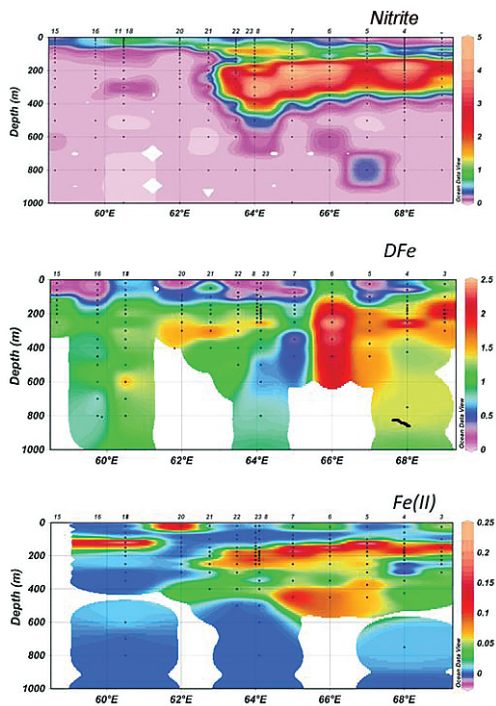 Nitrite
15 16 11 18 20 21 22 23 8 7 6 5 4
5
4
3
2
1
0
0
200
400
600
800
1000
Depth (m)
Ocean Data View
60°E 62°E 64°E 66°E 68°E
DFe
15 16 18 20 21 22 8 23 7 6 5 4 3
2.5
2
1.5
1
0.5
0
0
200
400
600
800
1000
Depth (m)
Ocean Data View
60°E 62°E 64°E 66°E 68°E
Fe(II)
15 16 18 20 21 22 23 8 7 6 5 4 3
0.25
0.2
0.15
0.1
0.05
0
0
200
400
600
800
1000
Depth (m)
Ocean Data View
60°E 62°E 64°E 66°E 68°E